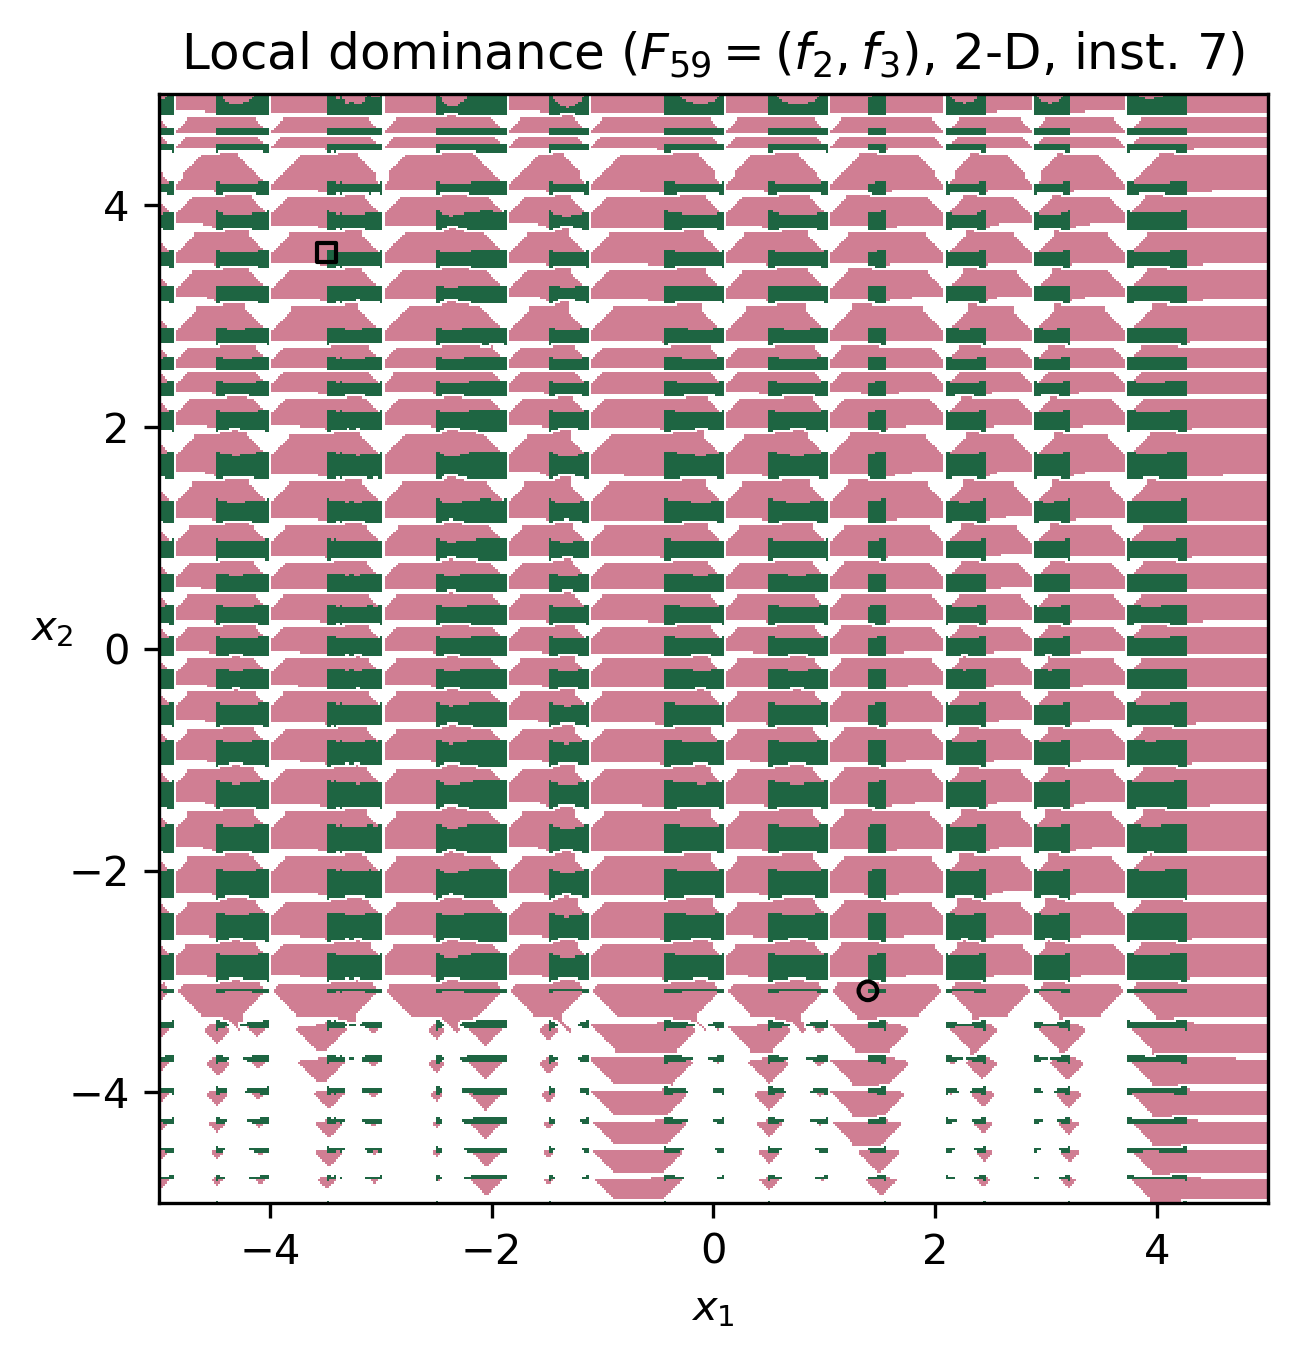 Local dominance (F₅₉ = (f₂, f₃), 2-D, inst. 7)
4
2
x₂
0
−2
−4
−4 −2 0 2 4
x₁